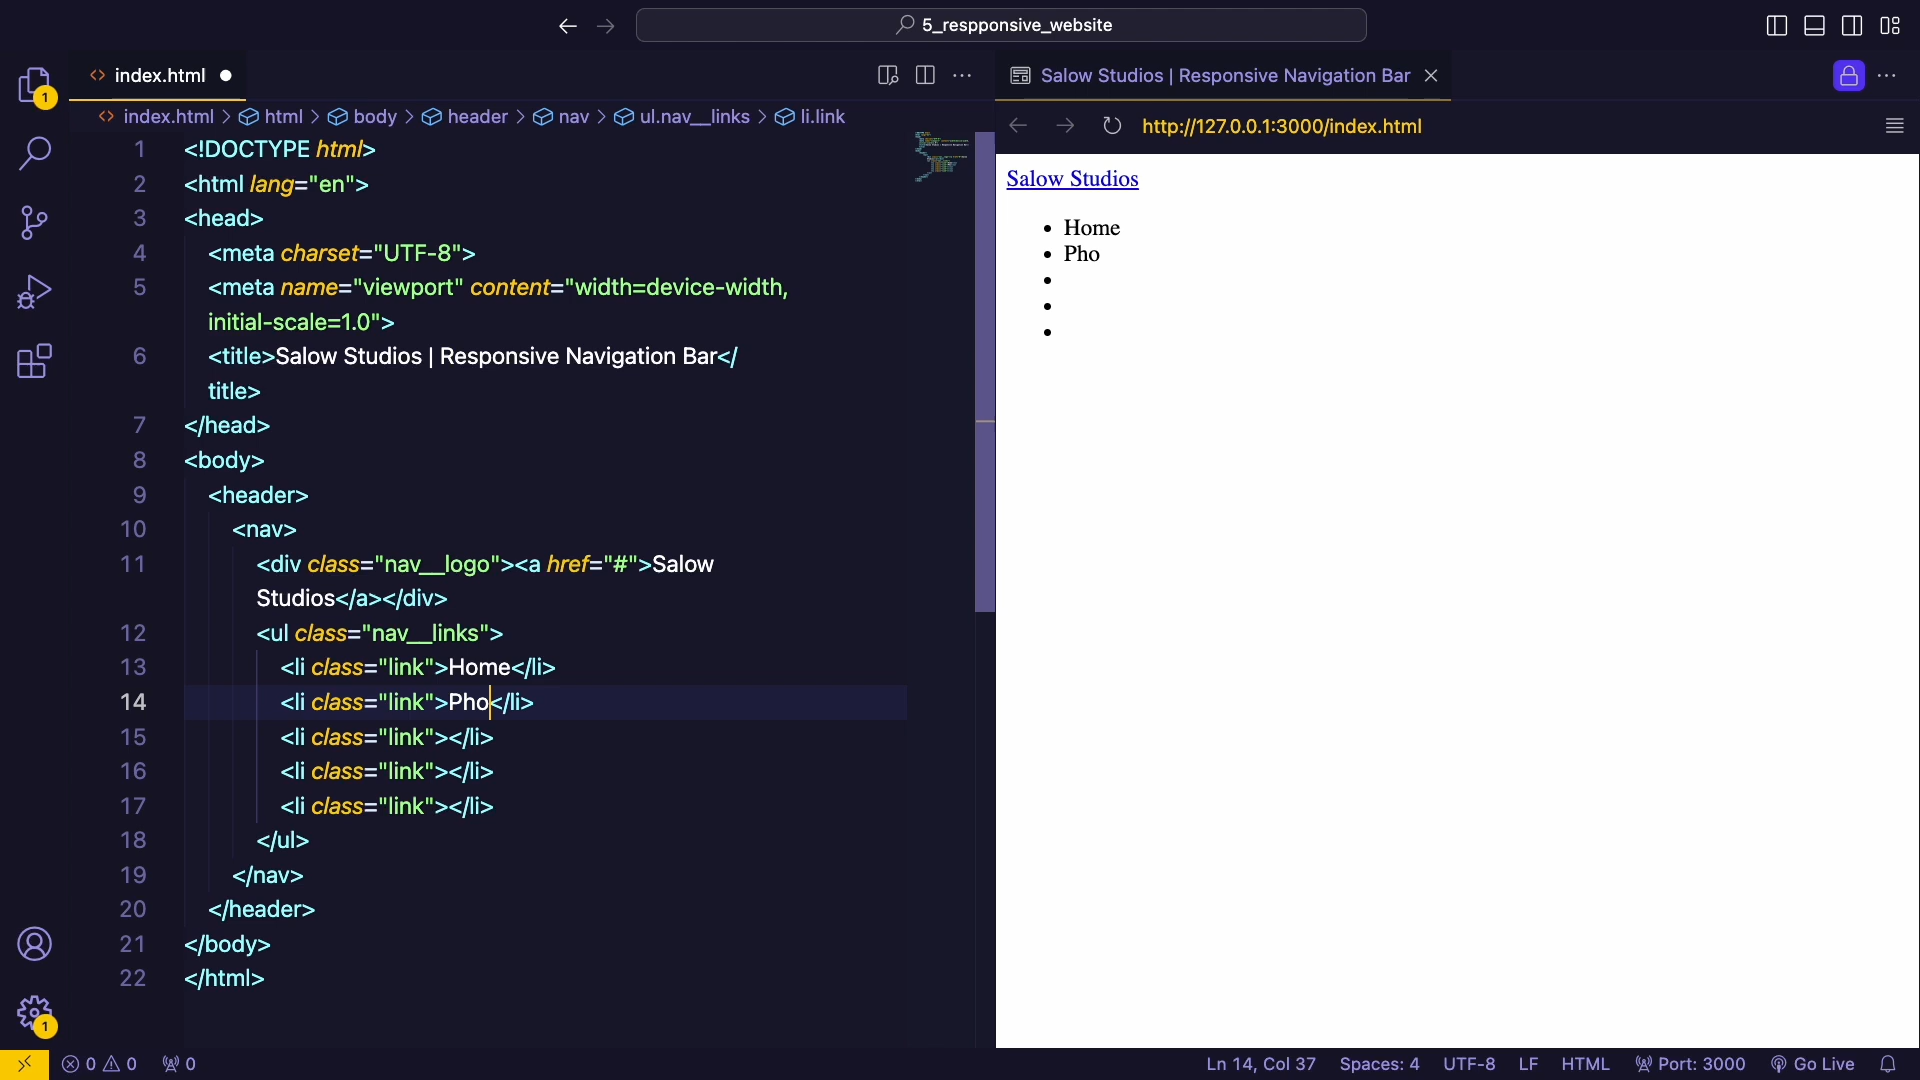 5_respponsive_website
index.html
index.html > html > body > header > nav > ul.nav__links > li.link
1 <!DOCTYPE html>
2 <html lang="en">
3 <head>
4 <meta charset="UTF-8">
5 <meta name="viewport" content="width=device-width,
initial-scale=1.0">
6 <title>Salow Studios | Responsive Navigation Bar</
title>
7 </head>
8 <body>
9 <header>
10 <nav>
11 <div class="nav__logo"><a href="#">Salow
Studios</a></div>
12 <ul class="nav__links">
13 <li class="link">Home</li>
14 <li class="link">Pho</li>
15 <li class="link"></li>
16 <li class="link"></li>
17 <li class="link"></li>
18 </ul>
19 </nav>
20 </header>
21 </body>
22 </html>
Salow Studios | Responsive Navigation Bar
http://127.0.0.1:3000/index.html
Salow Studios
Home
Pho
1
1
0 0 0
Ln 14, Col 37 Spaces: 4 UTF-8 LF HTML Port: 3000 Go Live